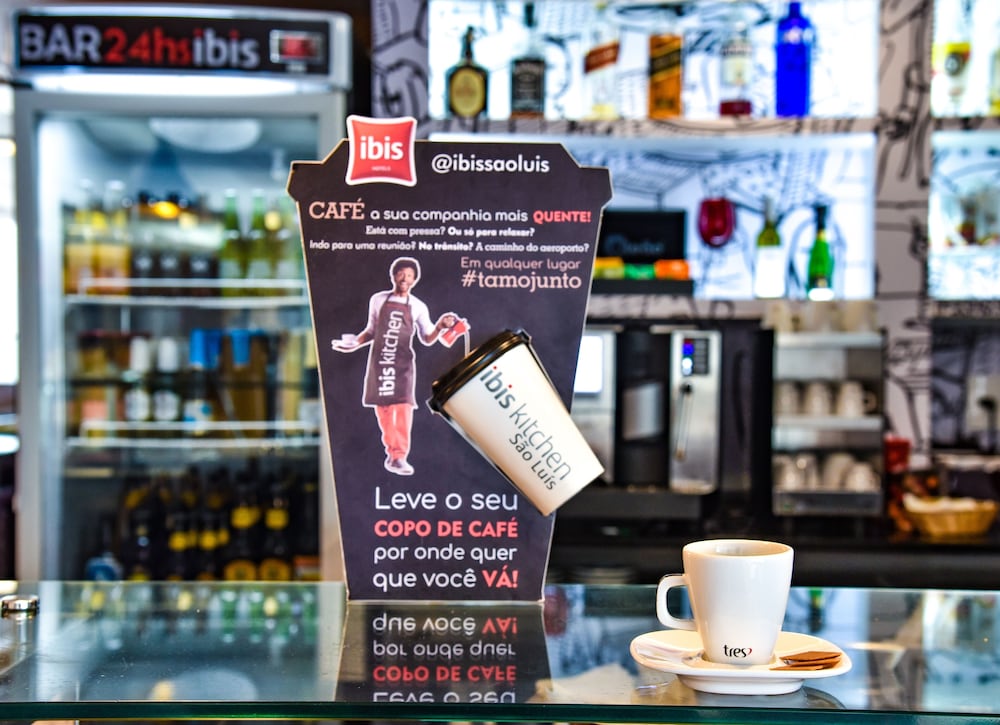 BAR24hsibis
ibis
HOTELS
@ibissaoluis
CAFÉ a sua companhia mais QUENTE!
Está com pressa? Ou só para relaxar?
Indo para uma reunião? No trânsito? A caminho do aeroporto?
Em qualquer lugar
#tamojunto
ibis kitchen
ibis kitchen
São Luís
Leve o seu
COPO DE CAFÉ
por onde quer
que você VÁ!
tres